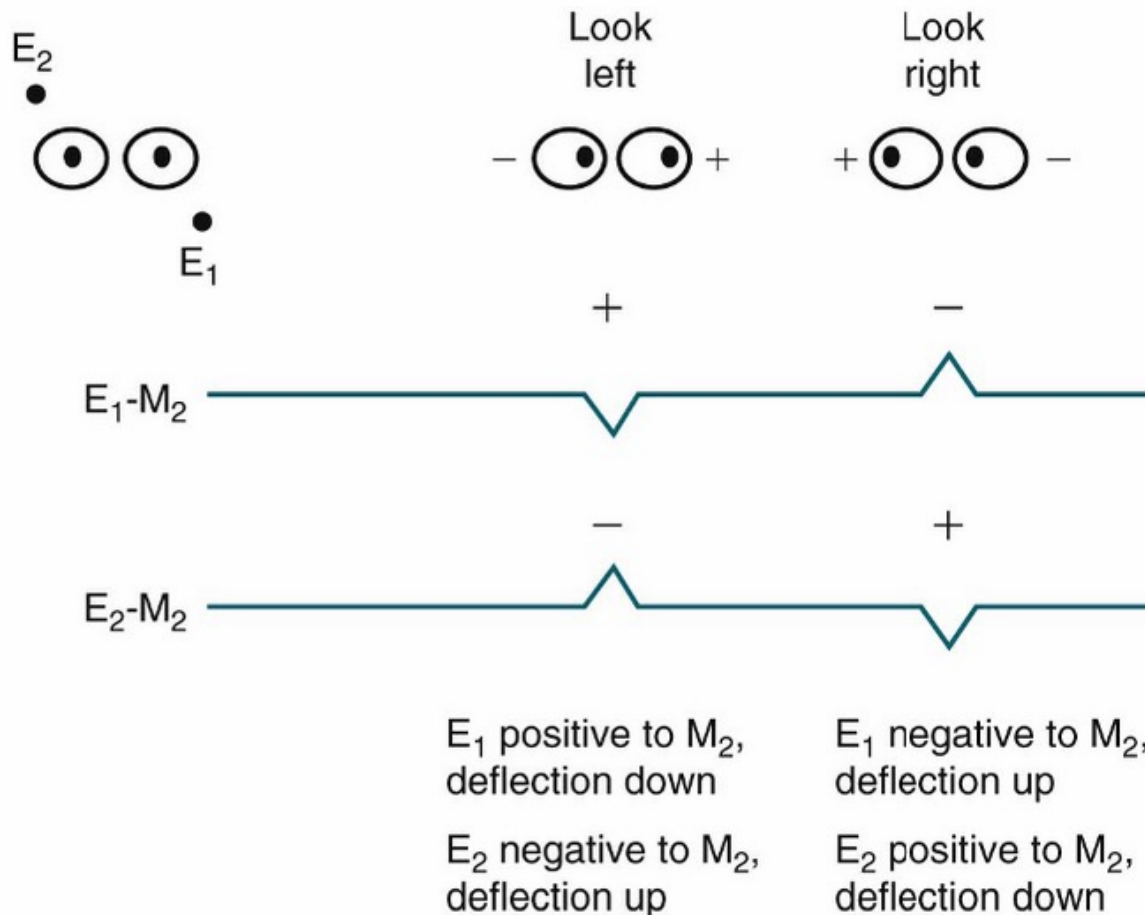 E₂
Look
left
Look
right
− + + −
E₁
+ −
E₁-M₂
− +
E₂-M₂
E₁ positive to M₂,
deflection down
E₂ negative to M₂,
deflection up
E₁ negative to M₂,
deflection up
E₂ positive to M₂,
deflection down